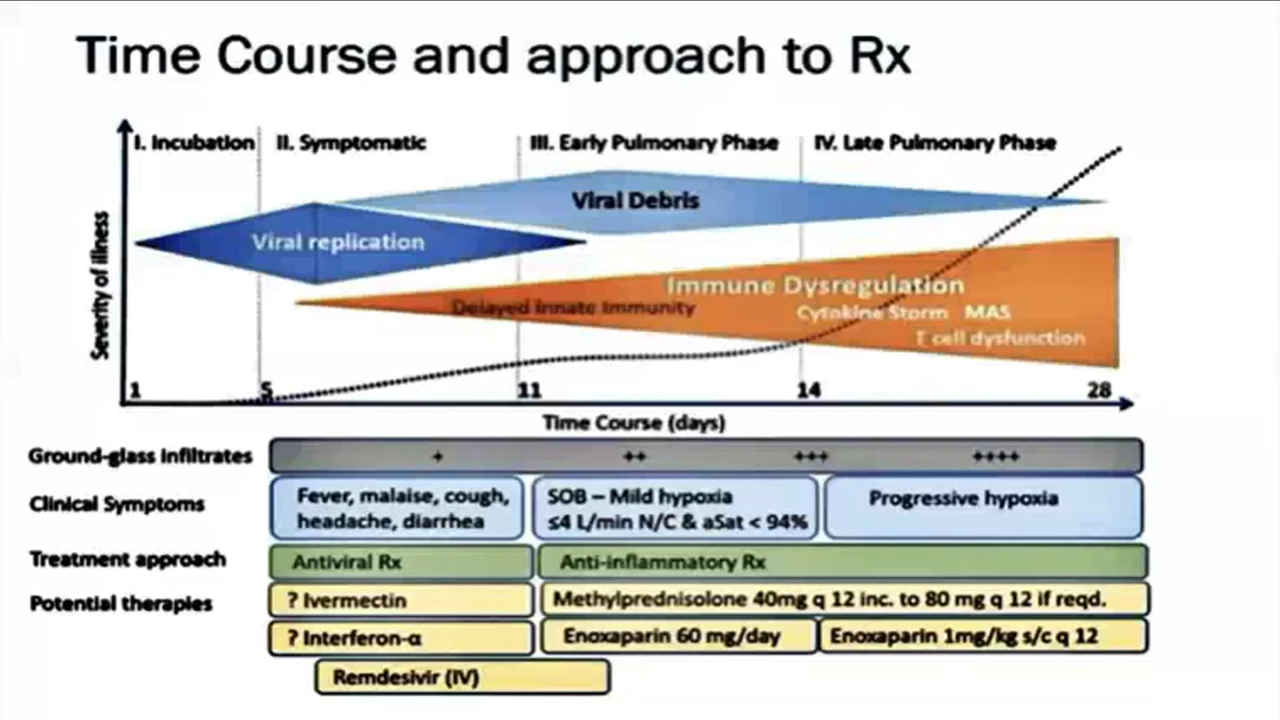 Time Course and approach to Rx
I. Incubation
II. Symptomatic
III. Early Pulmonary Phase
IV. Late Pulmonary Phase
Severity of illness
Viral Debris
Viral replication
Immune Dysregulation
Delayed Innate Immunity
Cytokine Storm MAS
T cell dysfunction
1 5 11 14 28
Time Course (days)
Ground-glass infiltrates
+ ++ +++ ++++
Clinical Symptoms
Fever, malaise, cough,
headache, diarrhea
SOB – Mild hypoxia
≤4 L/min N/C & aSat < 94%
Progressive hypoxia
Treatment approach
Antiviral Rx
Anti-inflammatory Rx
Potential therapies
? Ivermectin
Methylprednisolone 40mg q 12 inc. to 80 mg q 12 if reqd.
? Interferon-α
Enoxaparin 60 mg/day
Enoxaparin 1mg/kg s/c q 12
Remdesivir (IV)